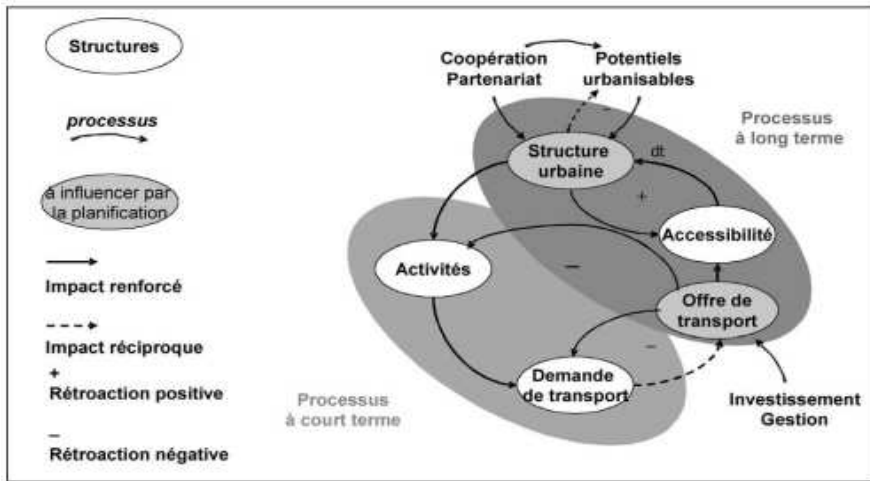 Structures
processus
à influencer par
la planification
Impact renforcé
Impact réciproque
+
Rétroaction positive
–
Rétroaction négative
Coopération
Partenariat
Potentiels
urbanisables
–
Processus
à long terme
Structure
urbaine
dt
+
Accessibilité
Activités
–
Offre de
transport
–
Demande
de transport
Processus
à court terme
Investissement
Gestion